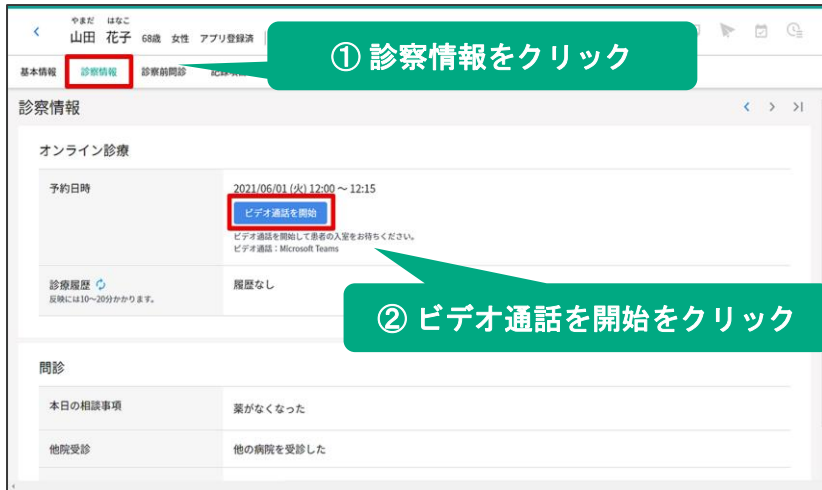 やまだ はなこ
山田 花子 68歳 女性 アプリ登録済
① 診察情報をクリック
基本情報 診察情報 診察前問診
診察情報
オンライン診療
予約日時 2021/06/01 (火) 12:00 ～ 12:15
ビデオ通話を開始
ビデオ通話を開始して患者の入室をお待ちください。
ビデオ通話：Microsoft Teams
診療履歴 履歴なし
反映には10～20分かかります。
② ビデオ通話を開始をクリック
問診
本日の相談事項 薬がなくなった
他院受診 他の病院を受診した